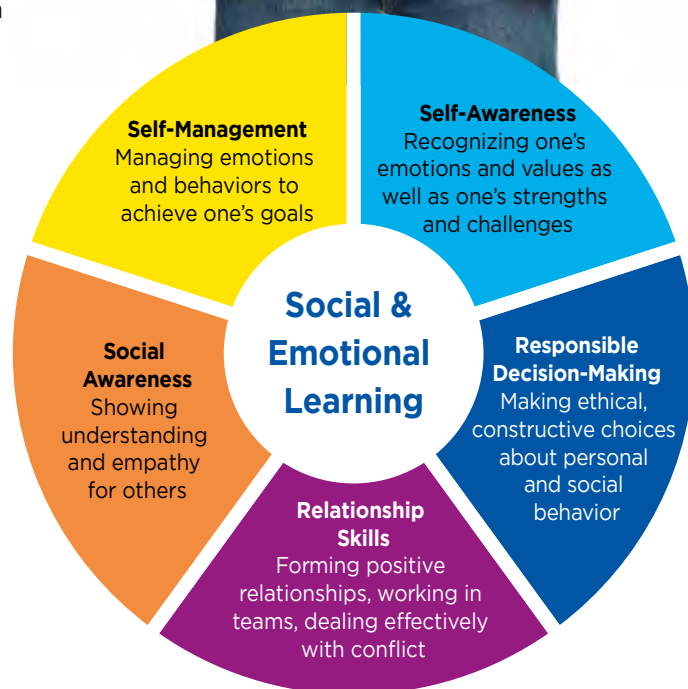 Self-Management
Managing emotions
and behaviors to
achieve one's goals
Self-Awareness
Recognizing one's
emotions and values as
well as one's strengths
and challenges
Social &
Emotional
Learning
Social
Awareness
Showing
understanding
and empathy
for others
Responsible
Decision-Making
Making ethical,
constructive choices
about personal
and social
behavior
Relationship
Skills
Forming positive
relationships, working in
teams, dealing effectively
with conflict